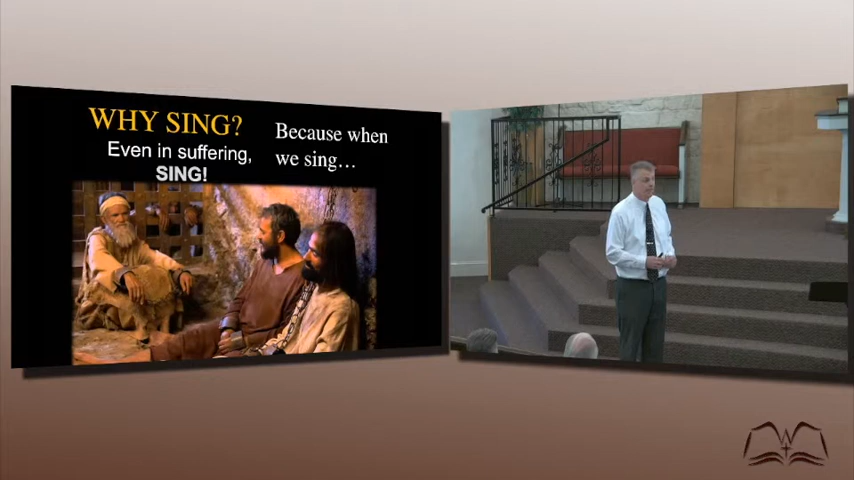 WHY SING?
Even in suffering,
SING!
Because when
we sing…